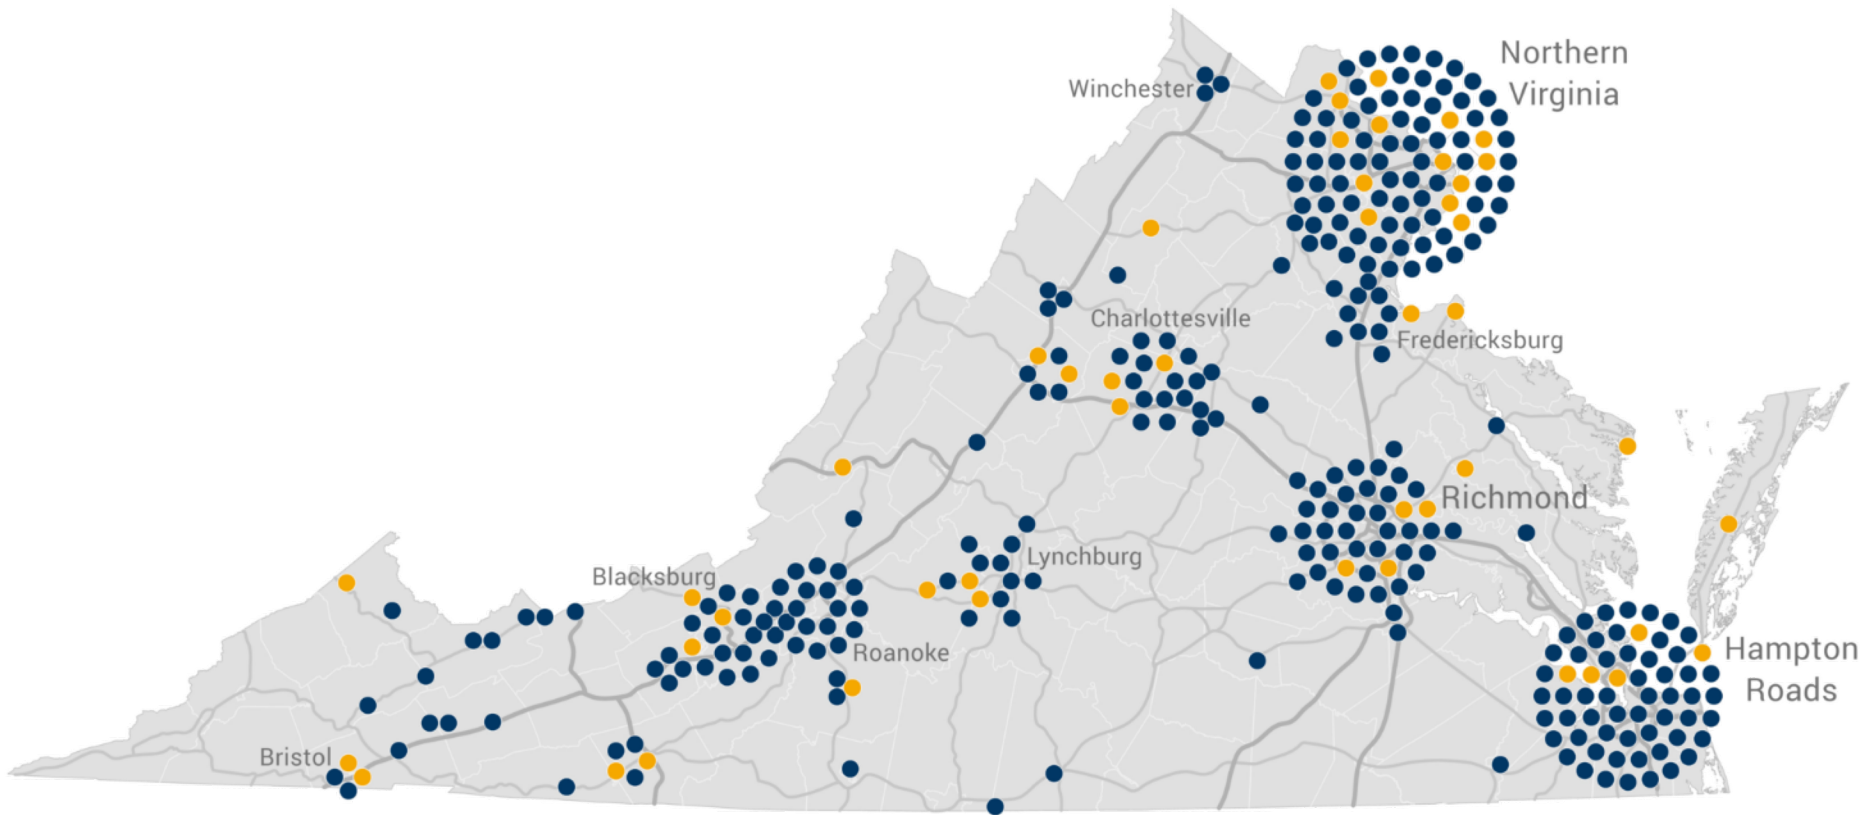 Northern
Virginia
Winchester
Charlottesville
Fredericksburg
Richmond
Lynchburg
Blacksburg
Roanoke
Hampton
Roads
Bristol